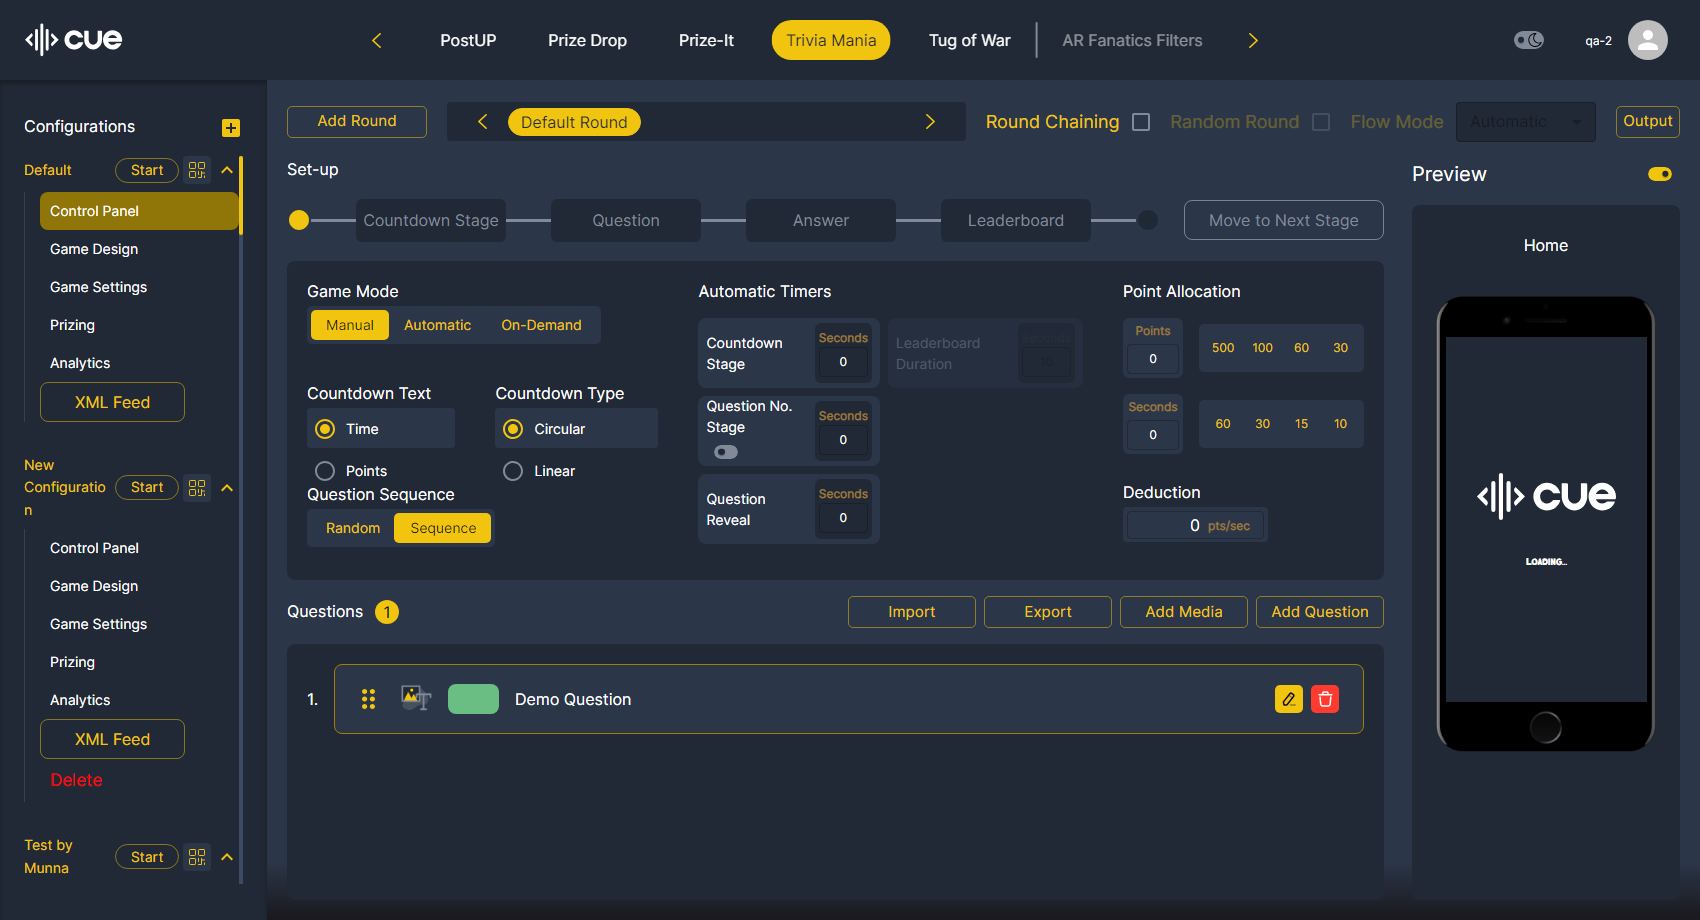 cue
PostUP
Prize Drop
Prize-It
Trivia Mania
Tug of War
AR Fanatics Filters
qa-2
Configurations
Default
Start
Control Panel
Game Design
Game Settings
Prizing
Analytics
XML Feed
New
Configuratio
n
Start
Control Panel
Game Design
Game Settings
Prizing
Analytics
XML Feed
Delete
Test by
Munna
Start
Add Round
Default Round
Round Chaining
Random Round
Flow Mode
Automatic
Output
Set-up
Countdown Stage
Question
Answer
Leaderboard
Move to Next Stage
Game Mode
Manual
Automatic
On-Demand
Countdown Text
Time
Points
Countdown Type
Circular
Linear
Question Sequence
Random
Sequence
Automatic Timers
Countdown
Stage
Seconds
0
Leaderboard
Duration
Seconds
10
Question No.
Stage
Seconds
0
Question
Reveal
Seconds
0
Point Allocation
Points
0
500 100 60 30
Seconds
0
60 30 15 10
Deduction
0 pts/sec
Questions 1
Import
Export
Add Media
Add Question
1.
T
Demo Question
Preview
Home
cue
LOADING...